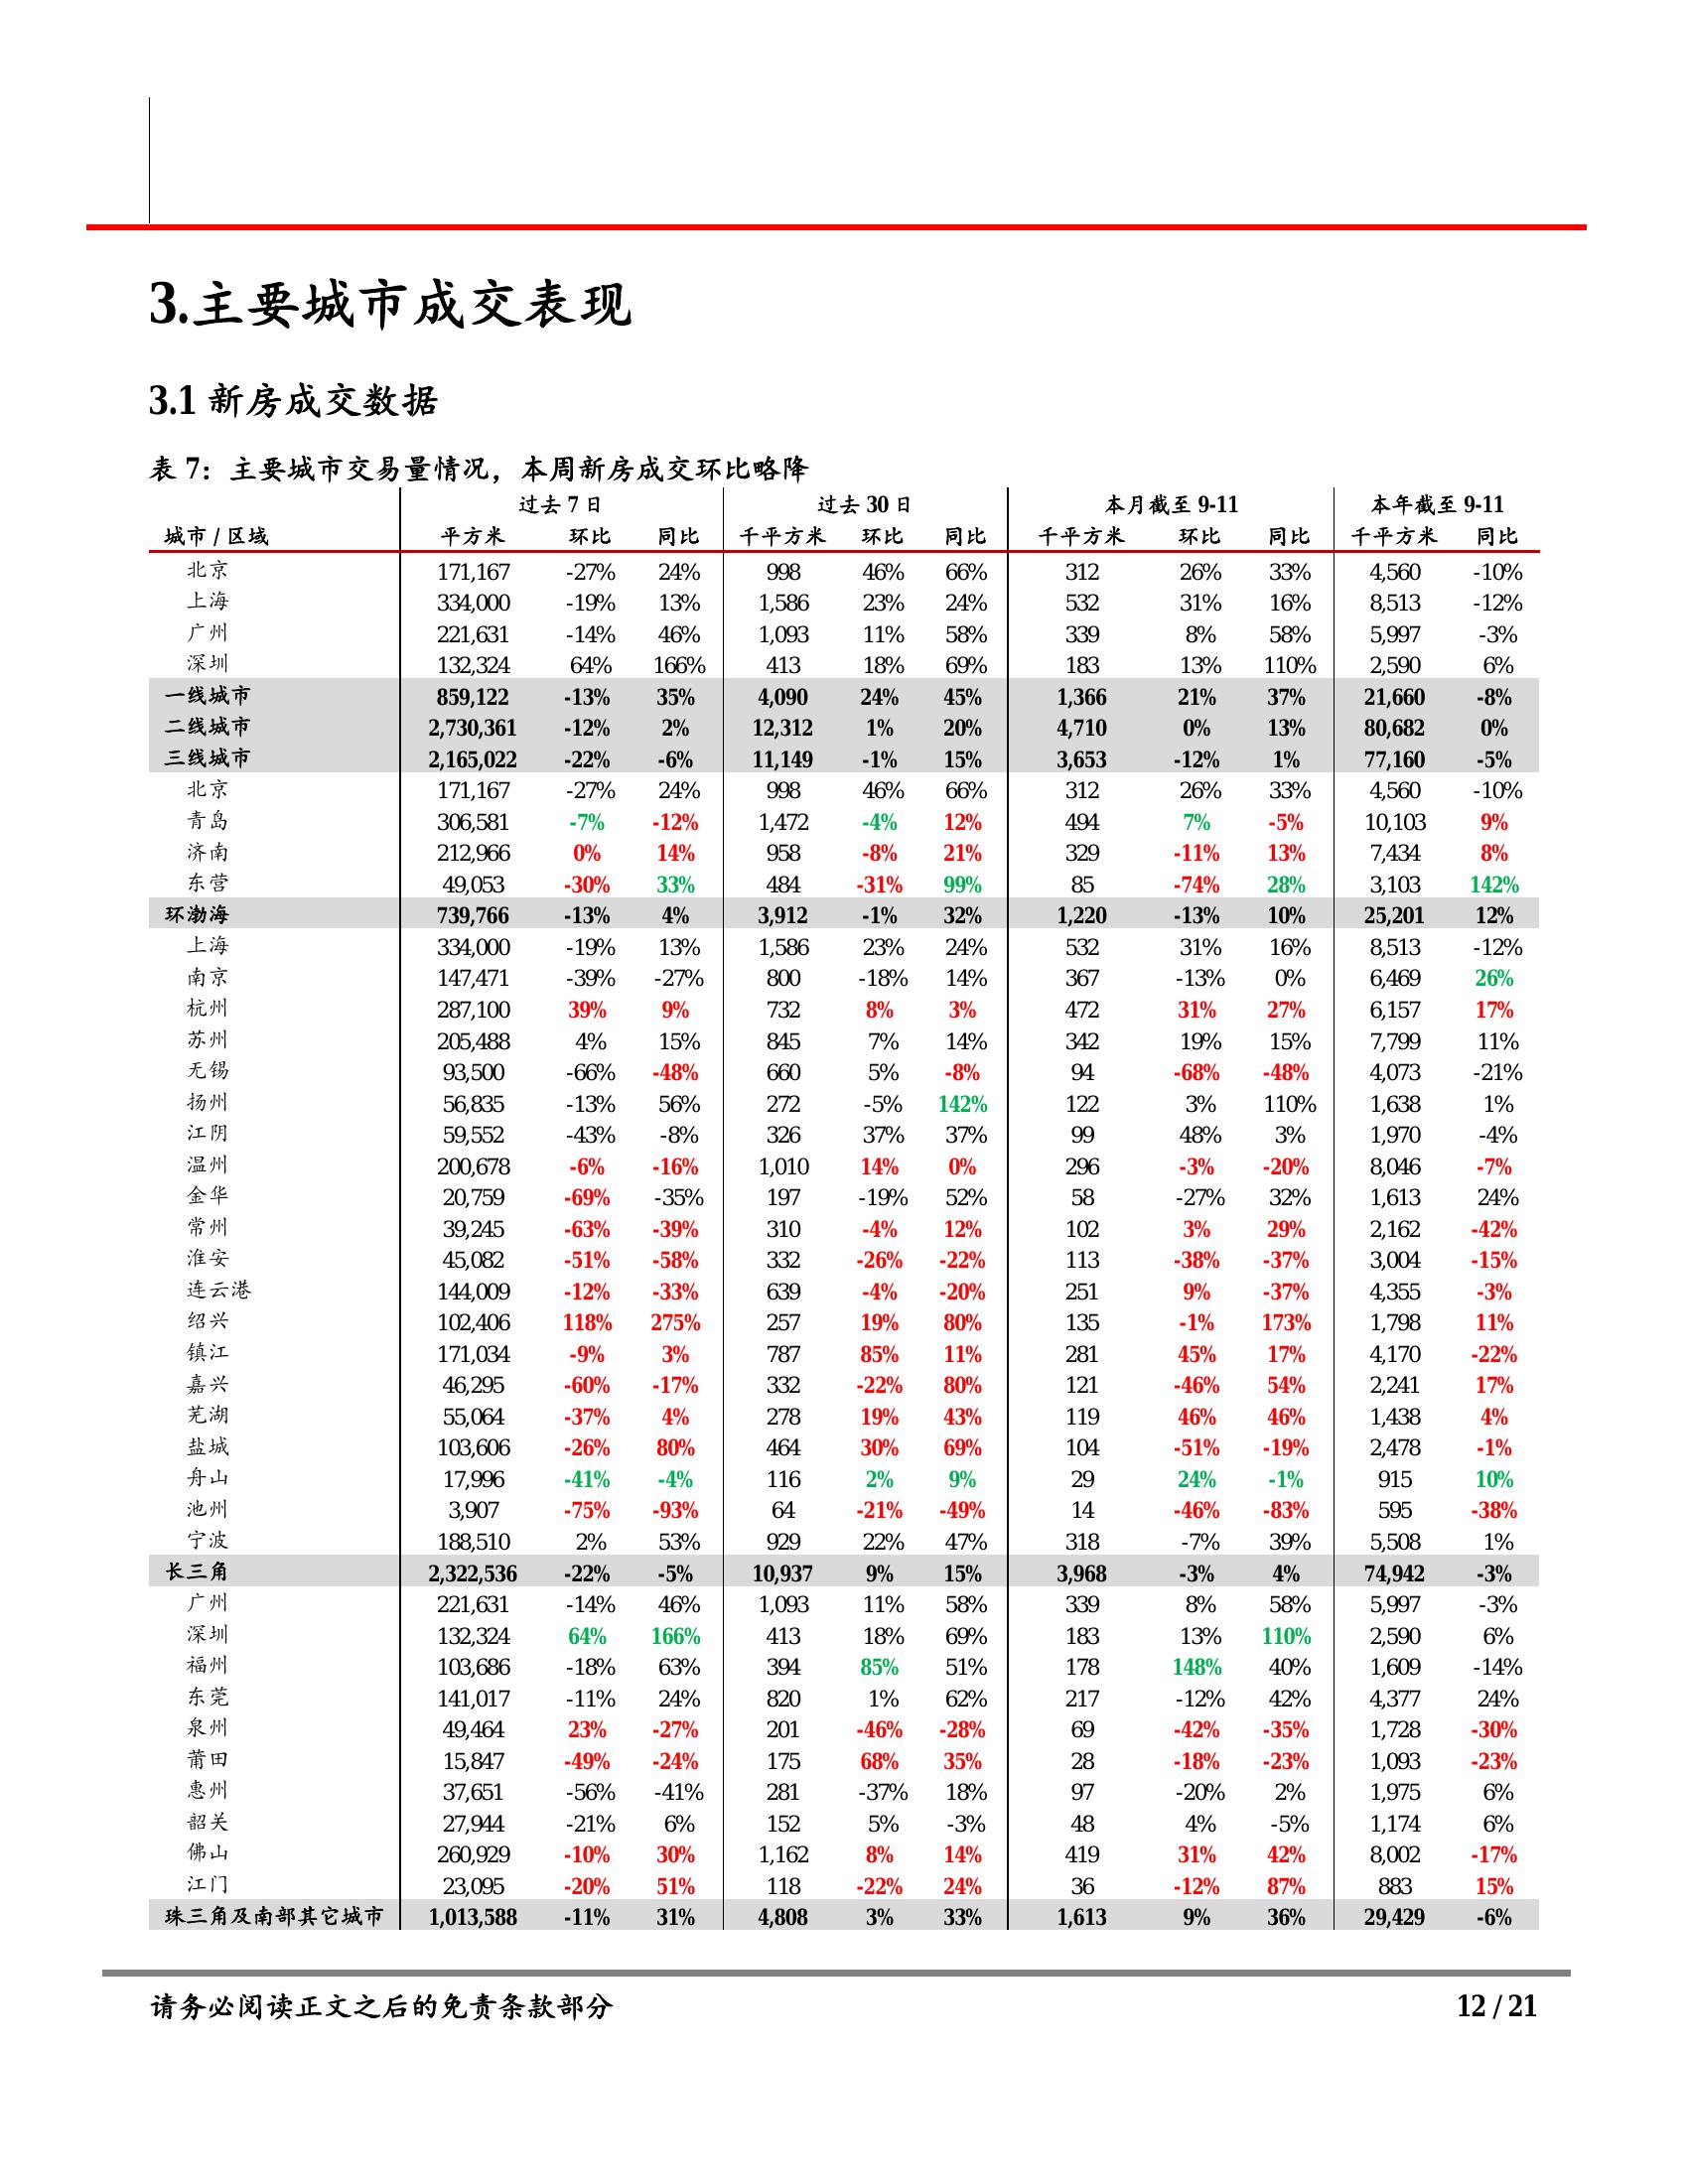 3.主要城市成交表现
3.1 新房成交数据
表 7：主要城市交易量情况，本周新房成交环比略降
过去 7 日 过去 30 日 本月截至 9-11 本年截至 9-11
城市 / 区域 平方米 环比 同比 千平方米 环比 同比 千平方米 环比 同比 千平方米 同比
北京 171,167 -27% 24% 998 46% 66% 312 26% 33% 4,560 -10%
上海 334,000 -19% 13% 1,586 23% 24% 532 31% 16% 8,513 -12%
广州 221,631 -14% 46% 1,093 11% 58% 339 8% 58% 5,997 -3%
深圳 132,324 64% 166% 413 18% 69% 183 13% 110% 2,590 6%
一线城市 859,122 -13% 35% 4,090 24% 45% 1,366 21% 37% 21,660 -8%
二线城市 2,730,361 -12% 2% 12,312 1% 20% 4,710 0% 13% 80,682 0%
三线城市 2,165,022 -22% -6% 11,149 -1% 15% 3,653 -12% 1% 77,160 -5%
北京 171,167 -27% 24% 998 46% 66% 312 26% 33% 4,560 -10%
青岛 306,581 -7% -12% 1,472 -4% 12% 494 7% -5% 10,103 9%
济南 212,966 0% 14% 958 -8% 21% 329 -11% 13% 7,434 8%
东营 49,053 -30% 33% 484 -31% 99% 85 -74% 28% 3,103 142%
环渤海 739,766 -13% 4% 3,912 -1% 32% 1,220 -13% 10% 25,201 12%
上海 334,000 -19% 13% 1,586 23% 24% 532 31% 16% 8,513 -12%
南京 147,471 -39% -27% 800 -18% 14% 367 -13% 0% 6,469 26%
杭州 287,100 39% 9% 732 8% 3% 472 31% 27% 6,157 17%
苏州 205,488 4% 15% 845 7% 14% 342 19% 15% 7,799 11%
无锡 93,500 -66% -48% 660 5% -8% 94 -68% -48% 4,073 -21%
扬州 56,835 -13% 56% 272 -5% 142% 122 3% 110% 1,638 1%
江阴 59,552 -43% -8% 326 37% 37% 99 48% 3% 1,970 -4%
温州 200,678 -6% -16% 1,010 14% 0% 296 -3% -20% 8,046 -7%
金华 20,759 -69% -35% 197 -19% 52% 58 -27% 32% 1,613 24%
常州 39,245 -63% -39% 310 -4% 12% 102 3% 29% 2,162 -42%
淮安 45,082 -51% -58% 332 -26% -22% 113 -38% -37% 3,004 -15%
连云港 144,009 -12% -33% 639 -4% -20% 251 9% -37% 4,355 -3%
绍兴 102,406 118% 275% 257 19% 80% 135 -1% 173% 1,798 11%
镇江 171,034 -9% 3% 787 85% 11% 281 45% 17% 4,170 -22%
嘉兴 46,295 -60% -17% 332 -22% 80% 121 -46% 54% 2,241 17%
芜湖 55,064 -37% 4% 278 19% 43% 119 46% 46% 1,438 4%
盐城 103,606 -26% 80% 464 30% 69% 104 -51% -19% 2,478 -1%
舟山 17,996 -41% -4% 116 2% 9% 29 24% -1% 915 10%
池州 3,907 -75% -93% 64 -21% -49% 14 -46% -83% 595 -38%
宁波 188,510 2% 53% 929 22% 47% 318 -7% 39% 5,508 1%
长三角 2,322,536 -22% -5% 10,937 9% 15% 3,968 -3% 4% 74,942 -3%
广州 221,631 -14% 46% 1,093 11% 58% 339 8% 58% 5,997 -3%
深圳 132,324 64% 166% 413 18% 69% 183 13% 110% 2,590 6%
福州 103,686 -18% 63% 394 85% 51% 178 148% 40% 1,609 -14%
东莞 141,017 -11% 24% 820 1% 62% 217 -12% 42% 4,377 24%
泉州 49,464 23% -27% 201 -46% -28% 69 -42% -35% 1,728 -30%
莆田 15,847 -49% -24% 175 68% 35% 28 -18% -23% 1,093 -23%
惠州 37,651 -56% -41% 281 -37% 18% 97 -20% 2% 1,975 6%
韶关 27,944 -21% 6% 152 5% -3% 48 4% -5% 1,174 6%
佛山 260,929 -10% 30% 1,162 8% 14% 419 31% 42% 8,002 -17%
江门 23,095 -20% 51% 118 -22% 24% 36 -12% 87% 883 15%
珠三角及南部其它城市 1,013,588 -11% 31% 4,808 3% 33% 1,613 9% 36% 29,429 -6%
请务必阅读正文之后的免责条款部分 12 / 21